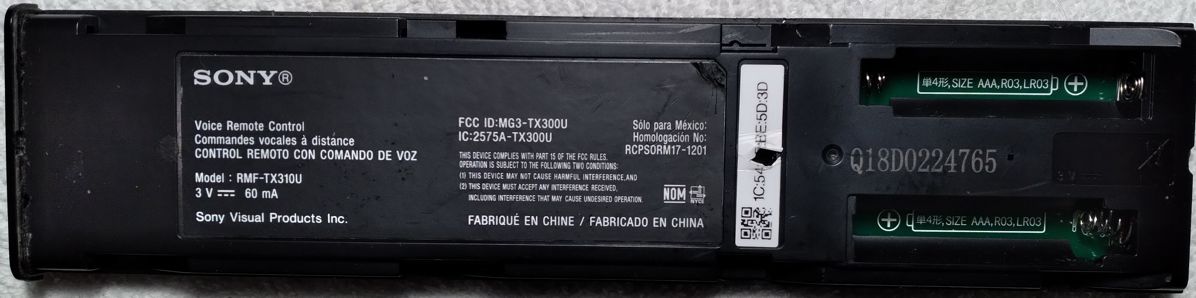 SONY®
Voice Remote Control
Commandes vocales à distance
CONTROL REMOTO CON COMANDO DE VOZ
Model : RMF-TX310U
3 V ⎓ 60 mA
Sony Visual Products Inc.
FCC ID:MG3-TX300U
IC:2575A-TX300U
Sólo para México:
Homologación No:
RCPSORM17-1201
THIS DEVICE COMPLIES WITH PART 15 OF THE FCC RULES.
OPERATION IS SUBJECT TO THE FOLLOWING TWO CONDITIONS:
(1) THIS DEVICE MAY NOT CAUSE HARMFUL INTERFERENCE,AND
(2) THIS DEVICE MUST ACCEPT ANY INTERFERENCE RECEIVED,
INCLUDING INTERFERENCE THAT MAY CAUSE UNDESIRED OPERATION.
NOM
NYCE
FABRIQUÉ EN CHINE / FABRICADO EN CHINA
Q18D0224765
単4形, SIZE AAA, R03, LR03 +
3 V ⎓
+ 単4形, SIZE AAA, R03, LR03